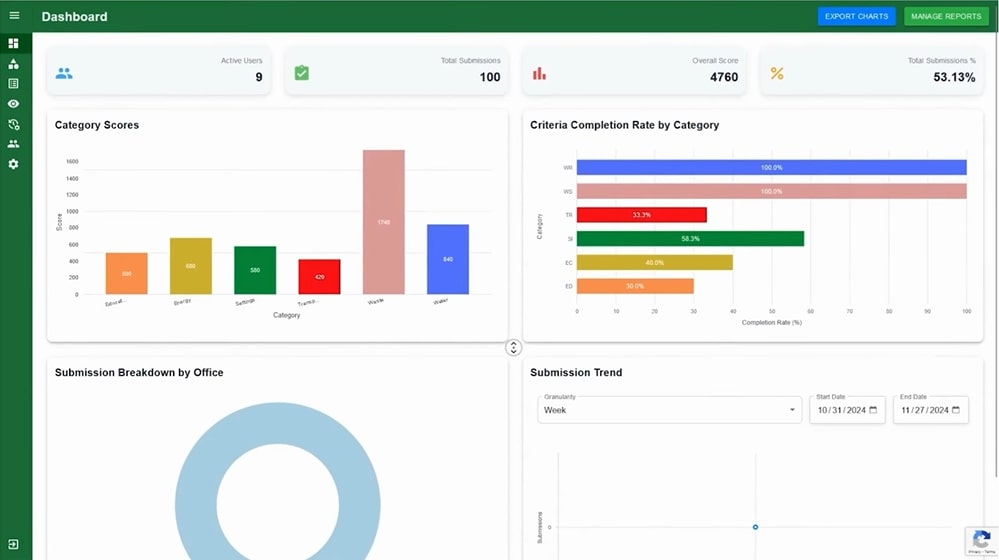 Dashboard
EXPORT CHARTS
MANAGE REPORTS
Active Users
9
Total Submissions
100
Overall Score
4760
Total Submissions %
53.13%
Category Scores
1600
1400
1200
1000
800
600
400
200
0
Score
500
680
580
420
1740
840
Educat...
Energy
Settings
Transp...
Waste
Water
Category
Criteria Completion Rate by Category
WR
100.0%
WS
100.0%
TR
33.3%
SI
58.3%
EC
40.0%
ED
30.0%
Category
0 10 20 30 40 50 60 70 80 90 100
Completion Rate (%)
Submission Breakdown by Office
Submission Trend
Granularity
Week
Start Date
10/31/2024
End Date
11/27/2024
Submissions
0
Privacy - Terms